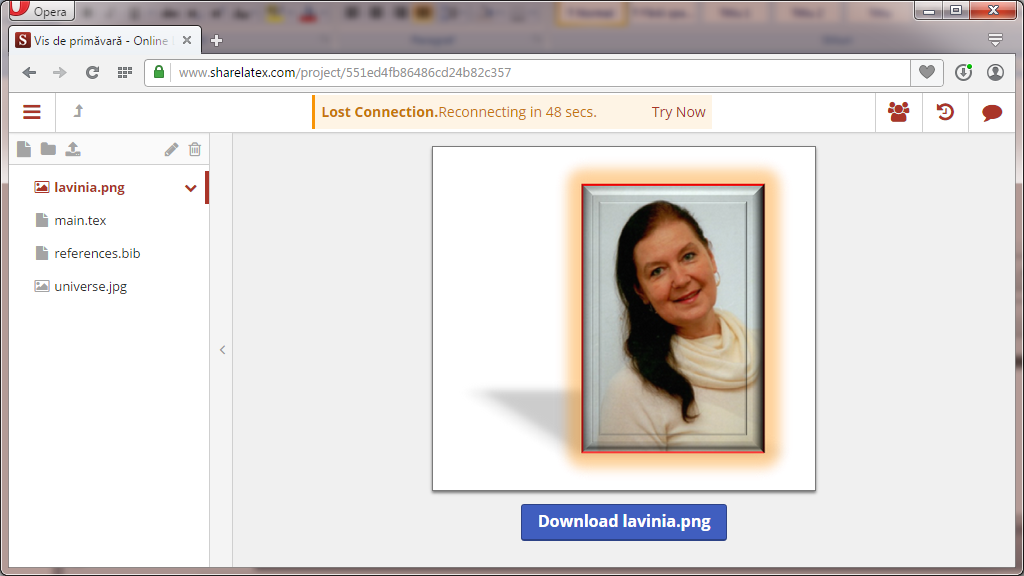 Opera
Vis de primăvară - Online
www.sharelatex.com/project/551ed4fb86486cd24b82c357
Lost Connection.Reconnecting in 48 secs. Try Now
lavinia.png
main.tex
references.bib
universe.jpg
Download lavinia.png